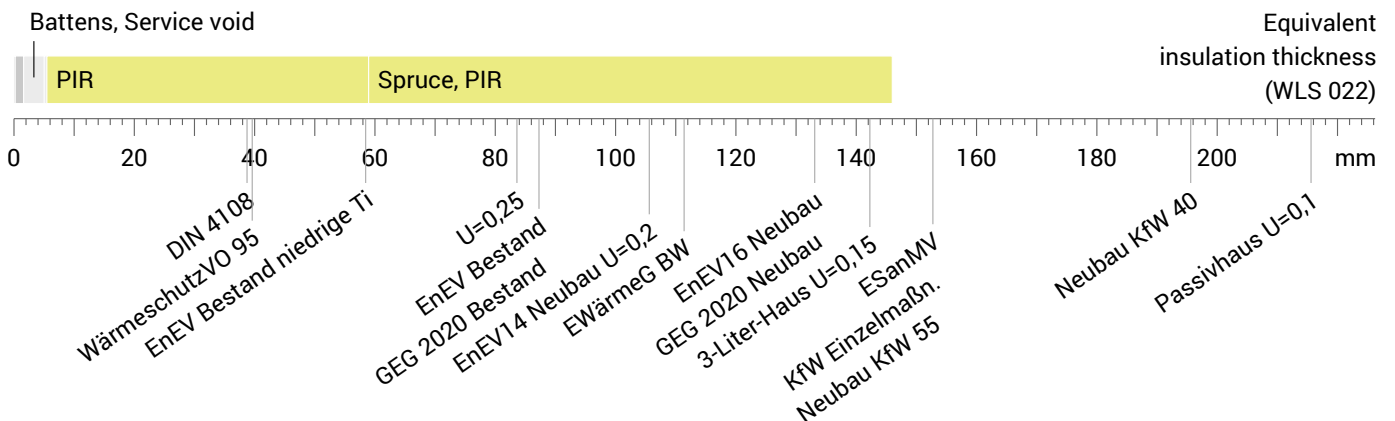 Battens, Service void
Equivalent
insulation thickness
(WLS 022)
PIR
Spruce, PIR
0
20
40
60
80
100
120
140
160
180
200
mm
DIN 4108
WärmeschutzVO 95
EnEV Bestand niedrige Ti
U=0,25
EnEV Bestand
GEG 2020 Bestand
EnEV14 Neubau U=0,2
EWärmeG BW
EnEV16 Neubau
GEG 2020 Neubau
3-Liter-Haus U=0,15
ESanMV
KfW Einzelmaßn.
Neubau KfW 55
Neubau KfW 40
Passivhaus U=0,1